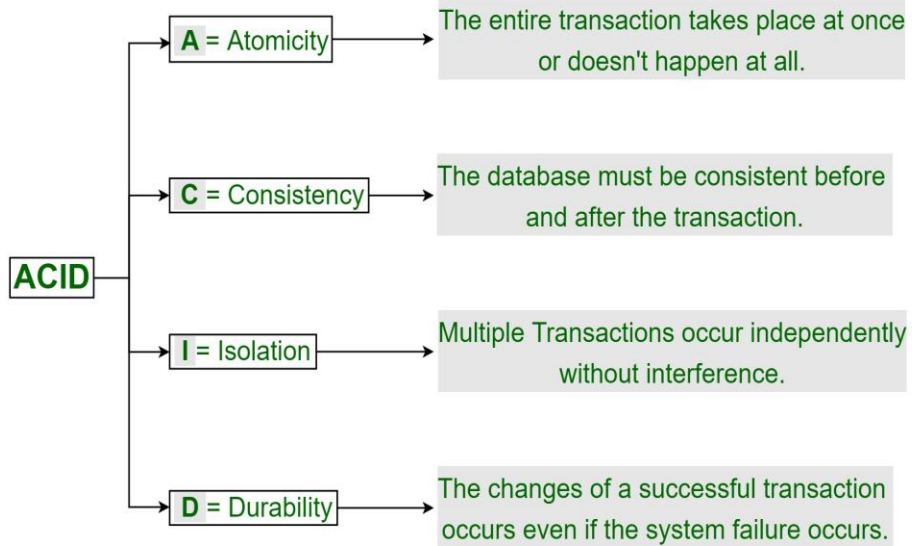 ACID
A = Atomicity
The entire transaction takes place at once
or doesn't happen at all.
C = Consistency
The database must be consistent before
and after the transaction.
I = Isolation
Multiple Transactions occur independently
without interference.
D = Durability
The changes of a successful transaction
occurs even if the system failure occurs.